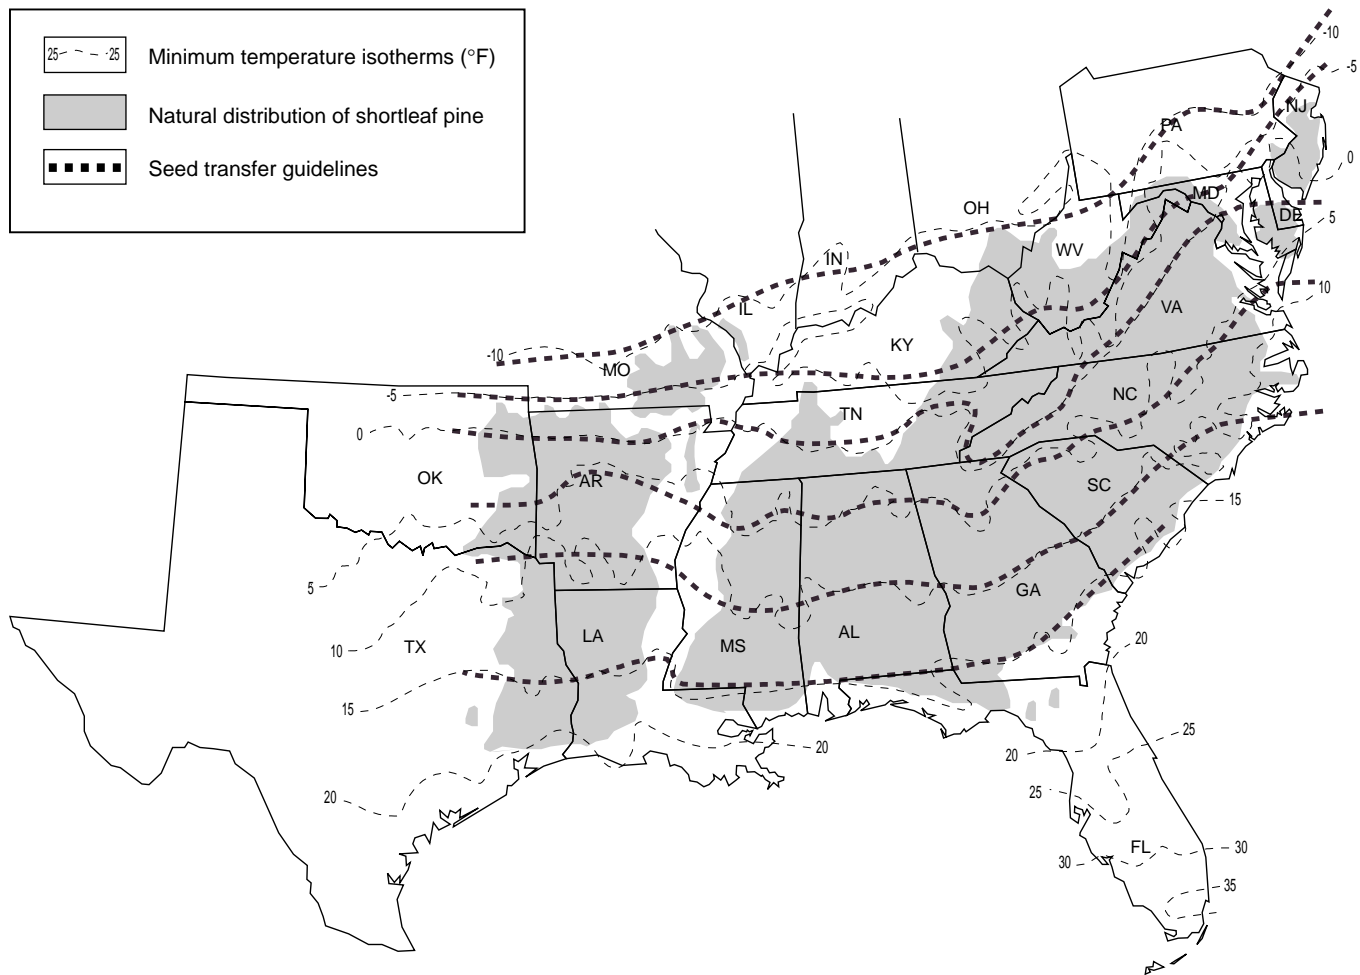 25 25 Minimum temperature isotherms (°F)
Natural distribution of shortleaf pine
Seed transfer guidelines
-10
-5
NJ
PA
0
MD
OH
DE
5
WV
IN
10
IL
VA
KY
-10
MO
-5
NC
TN
0
OK
AR
SC
15
5
GA
LA
AL
TX
MS
10
20
15
25
20
20
25
20
FL
30
30
35